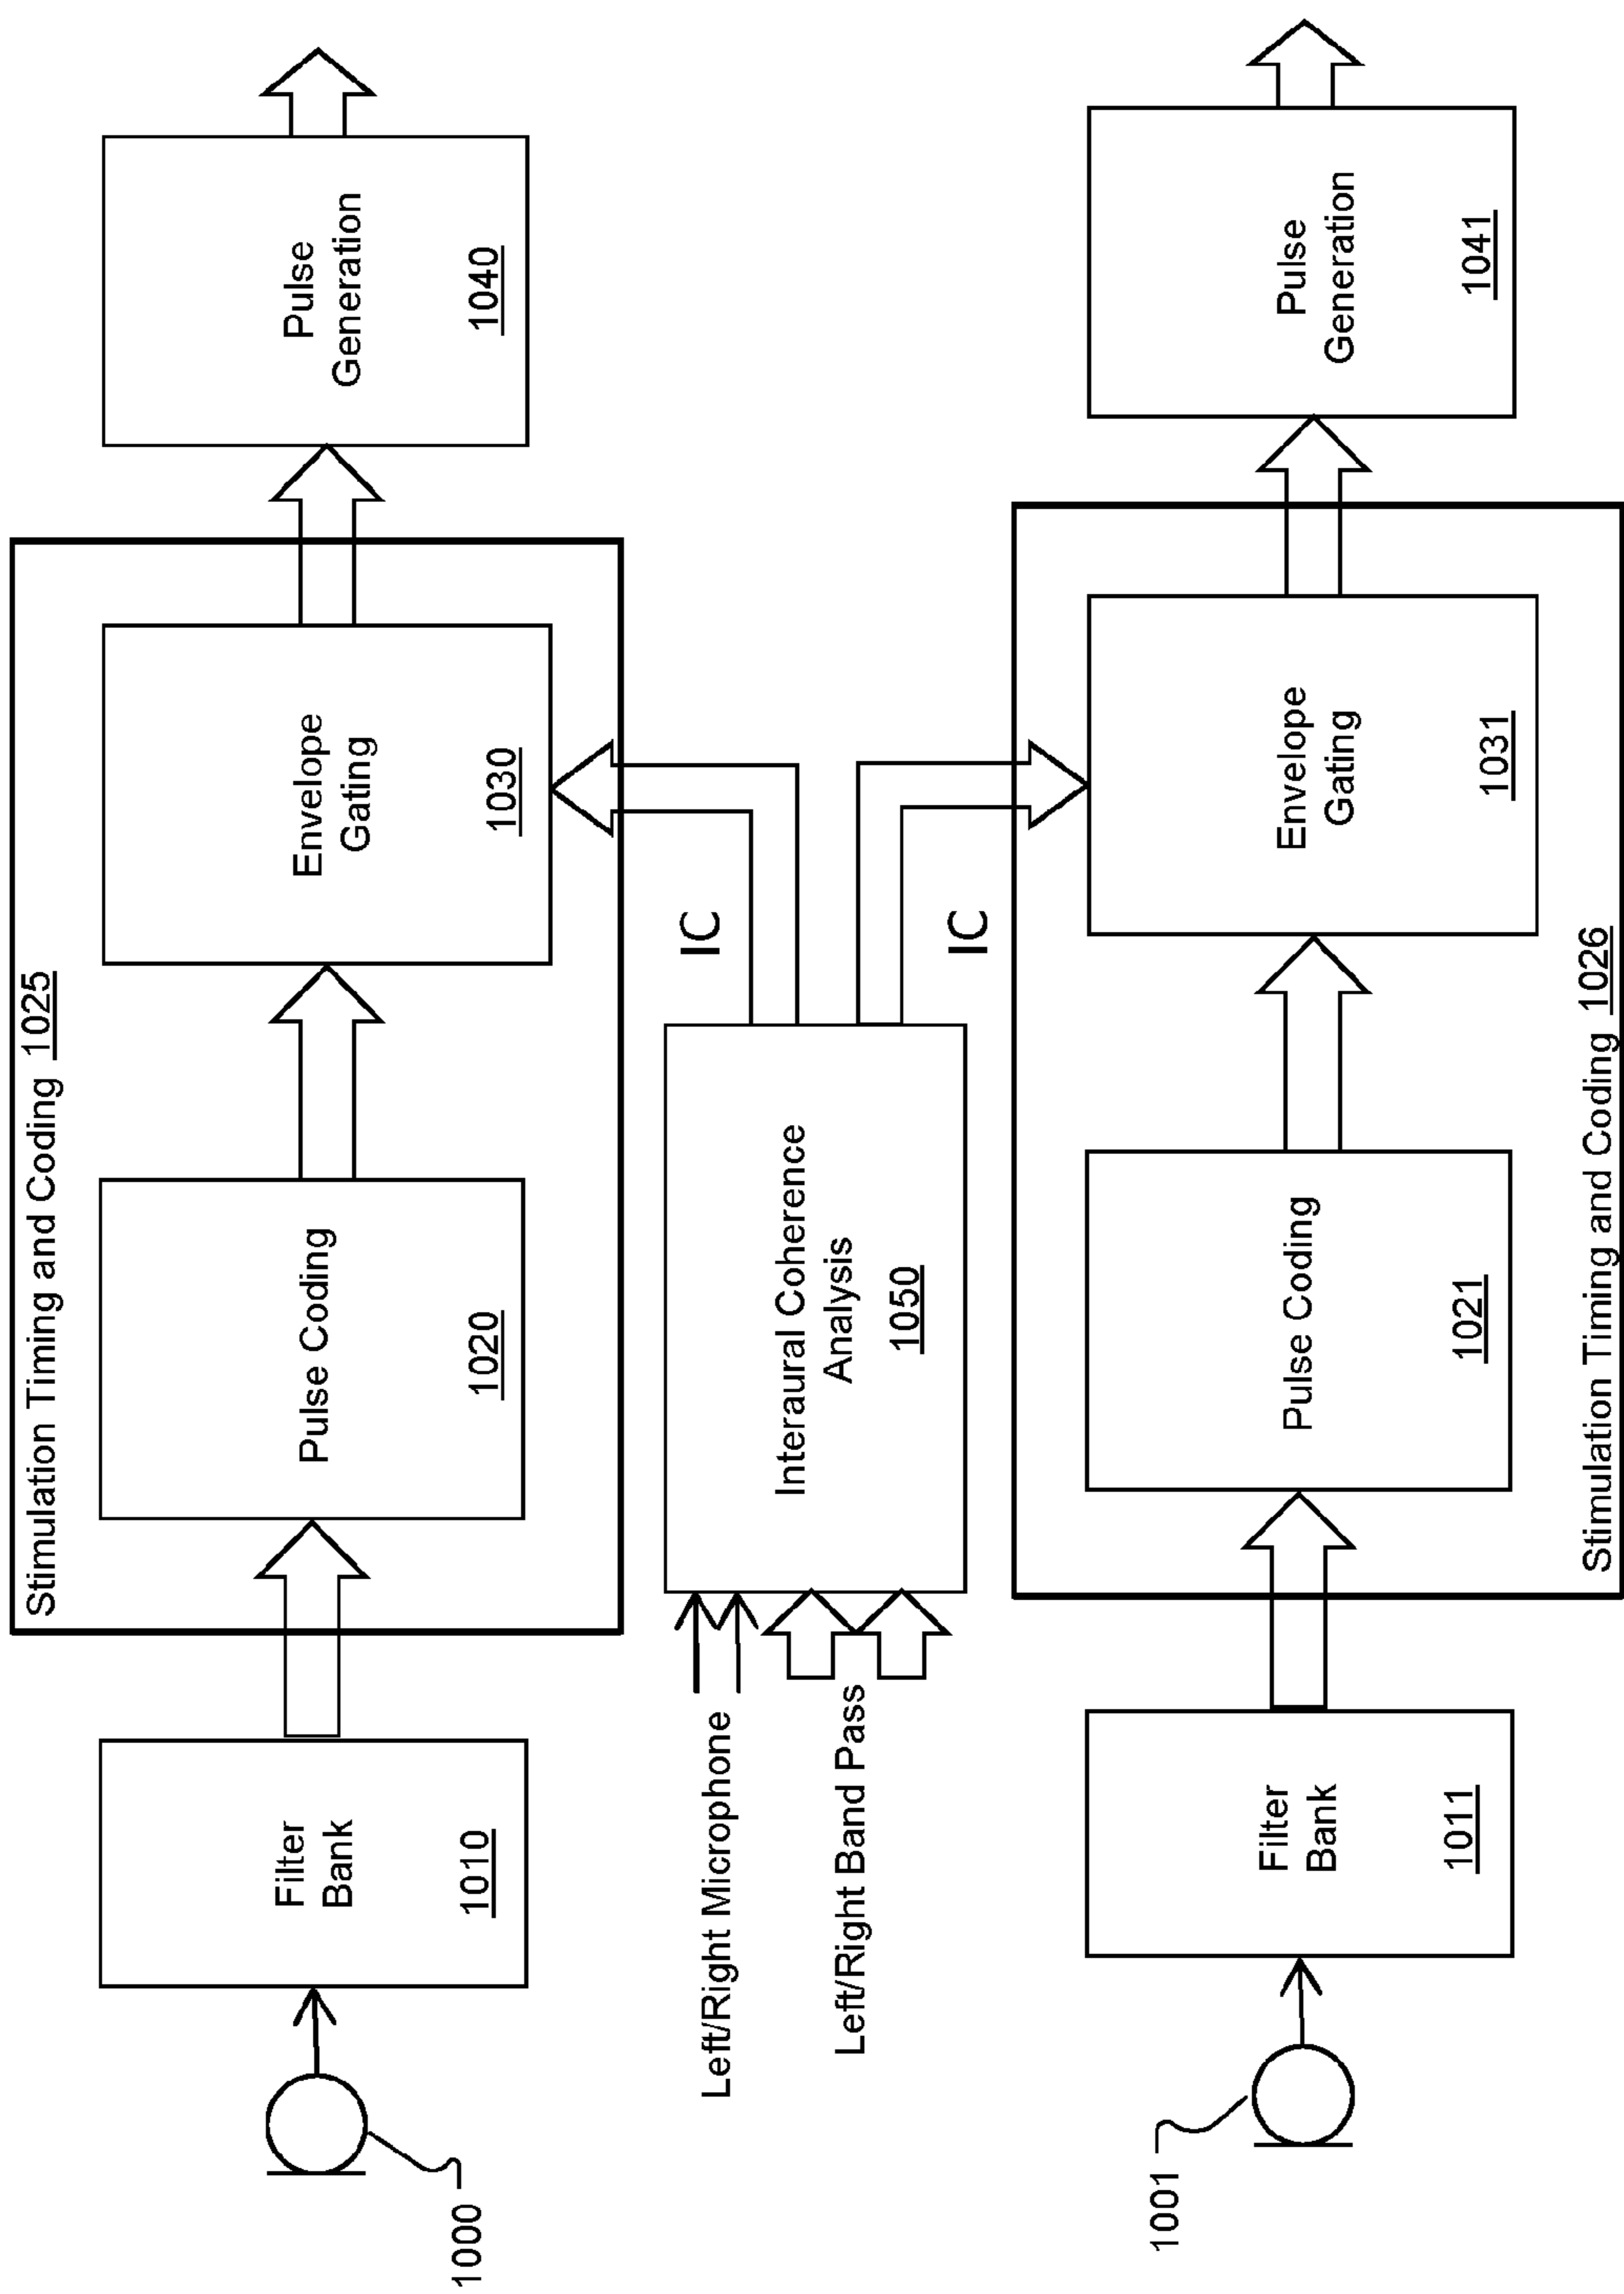 1000
Filter
Bank
1010
Stimulation Timing and Coding 1025
Pulse Coding
1020
Envelope
Gating
1030
Pulse
Generation
1040
Left/Right Microphone
Left/Right Band Pass
Interaural Coherence
Analysis
1050
IC
IC
1001
Filter
Bank
1011
Pulse Coding
1021
Envelope
Gating
1031
Stimulation Timing and Coding 1026
Pulse
Generation
1041